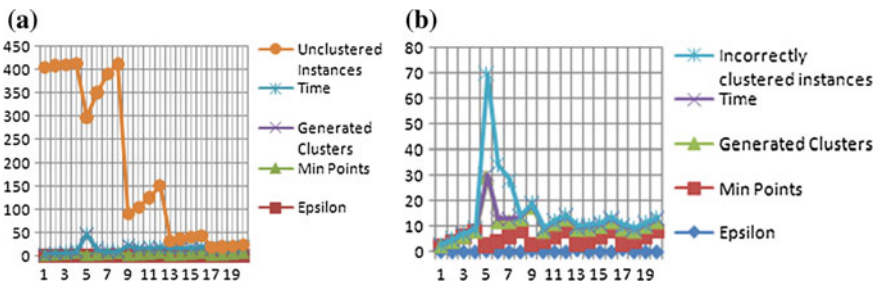 (a)
450
400
350
300
250
200
150
100
50
0
1 3 5 7 9 11 13 15 17 19
Unclustered
Instances
Time
Generated
Clusters
Min Points
Epsilon
(b)
80
70
60
50
40
30
20
10
0
1 3 5 7 9 11 13 15 17 19
Incorrectly
clustered instances
Time
Generated Clusters
Min Points
Epsilon